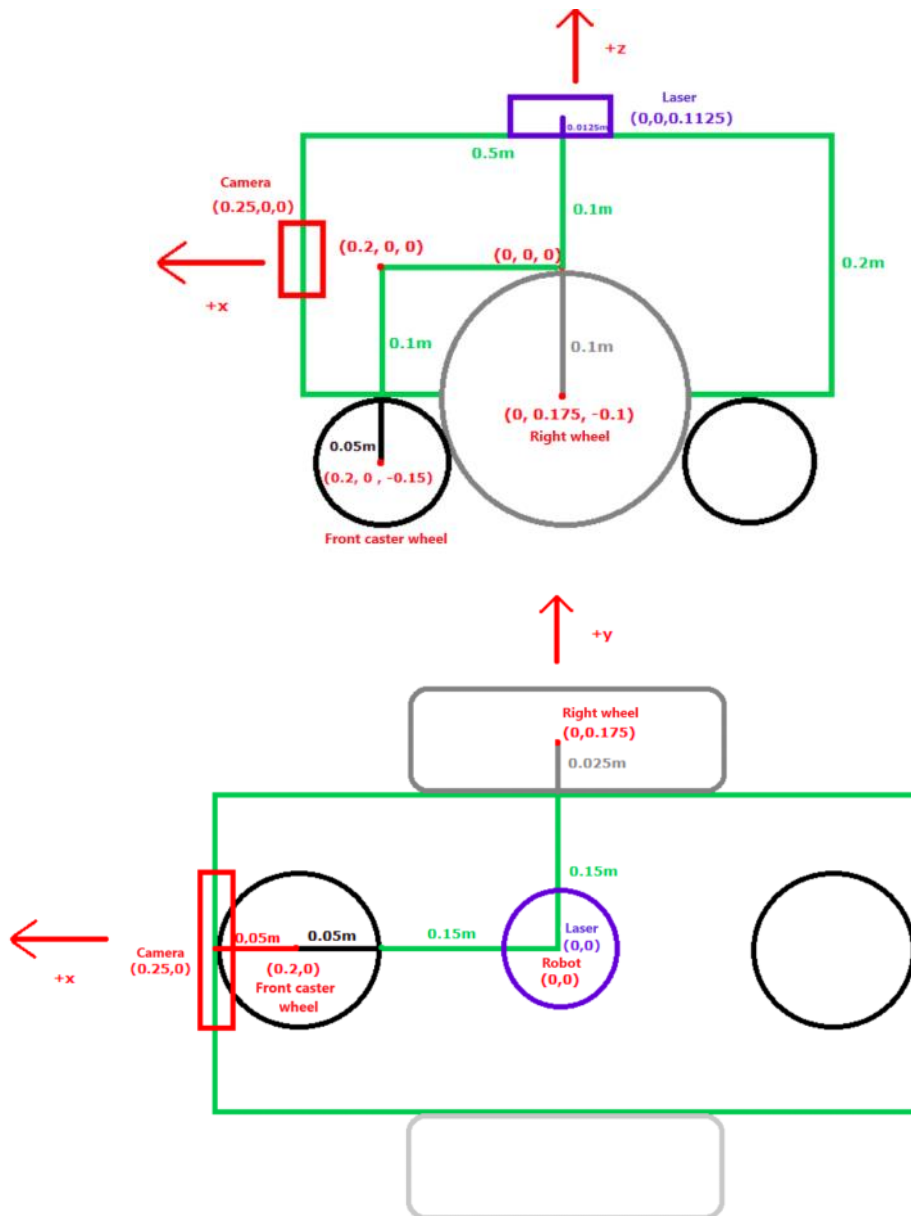 +z
Laser
(0,0,0.1125)
0.0125m
0.5m
Camera
(0.25,0,0)
0.1m
(0.2, 0, 0)
(0, 0, 0)
0.2m
+x
0.1m
0.1m
(0, 0.175, -0.1)
Right wheel
0.05m
(0.2, 0 , -0.15)
Front caster wheel
+y
Right wheel
(0,0.175)
0.025m
0.15m
Laser
(0,0)
Robot
(0,0)
0,05m
0.05m
0.15m
Camera
(0.25,0)
(0.2,0)
Front caster
wheel
+x